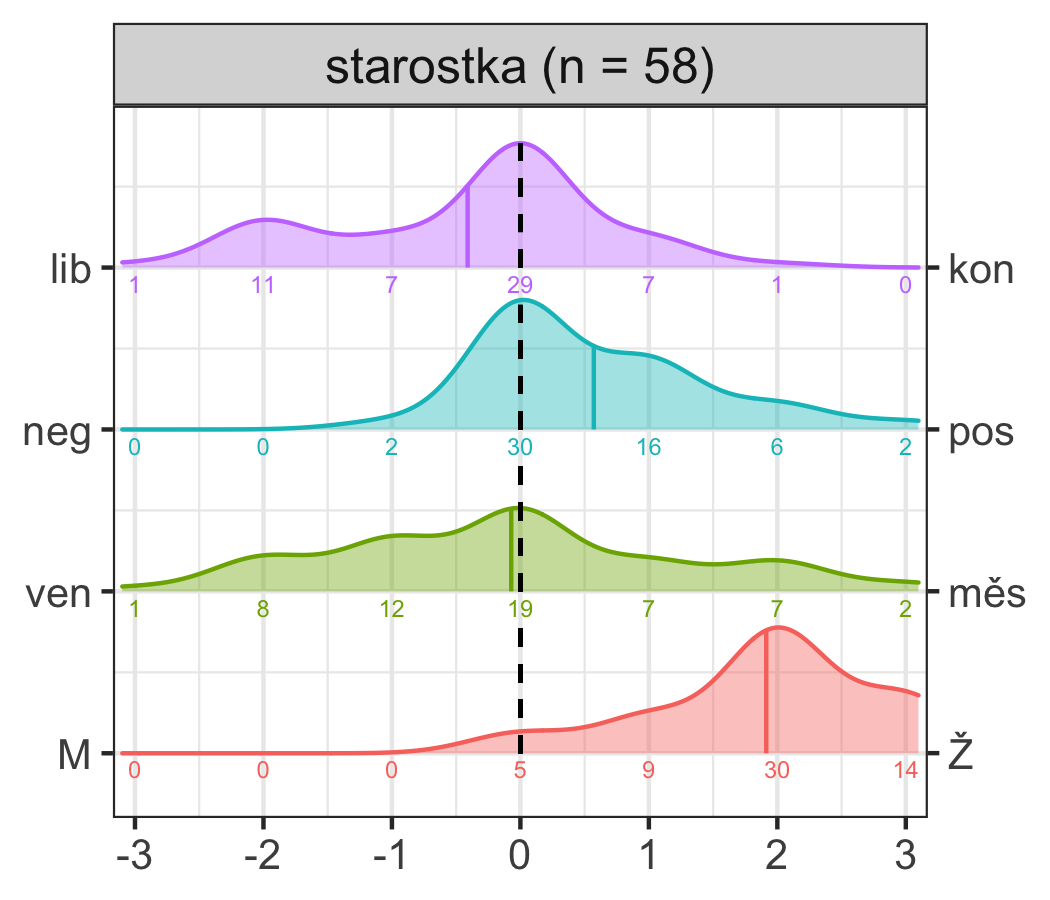 starostka (n = 58)
lib kon
1 11 7 29 7 1 0
neg pos
0 0 2 30 16 6 2
ven měs
1 8 12 19 7 7 2
M Ž
0 0 0 5 9 30 14
-3 -2 -1 0 1 2 3